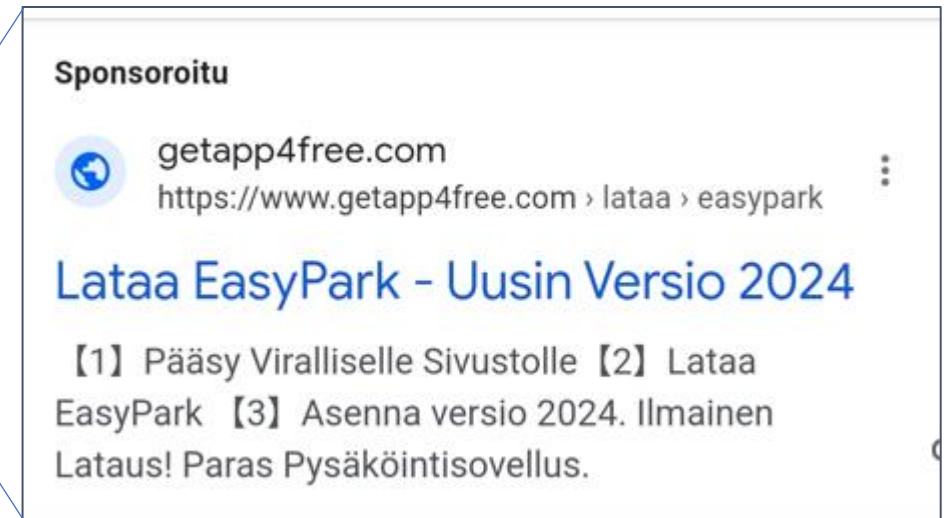 Sponsoroitu
getapp4free.com
https://www.getapp4free.com › lataa › easypark
Lataa EasyPark - Uusin Versio 2024
【1】Pääsy Viralliselle Sivustolle【2】Lataa
EasyPark 【3】Asenna versio 2024. Ilmainen
Lataus! Paras Pysäköintisovellus.